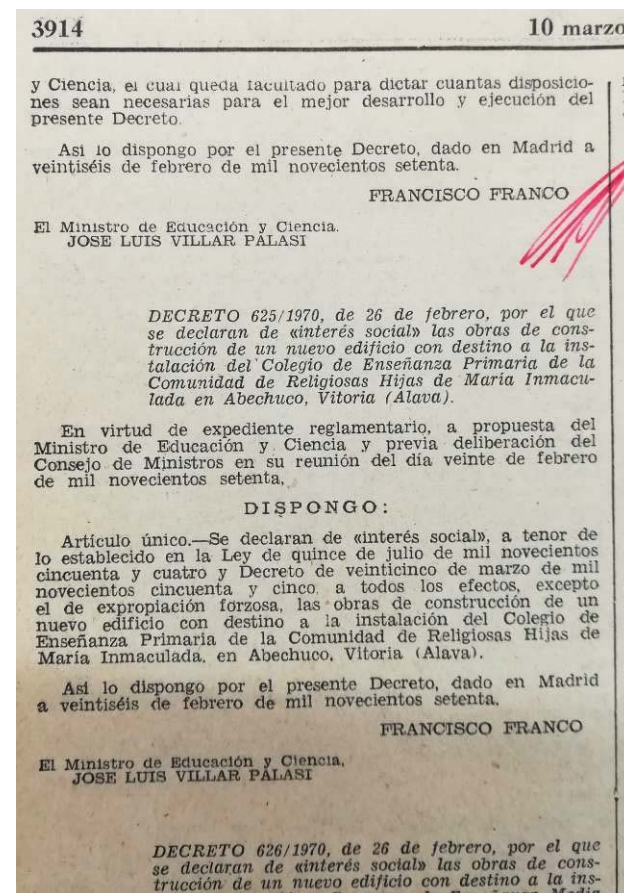 3914
10 marzo
y Ciencia, el cual queda facultado para dictar cuantas disposicio-
nes sean necesarias para el mejor desarrollo y ejecución del
presente Decreto.
Asi lo dispongo por el presente Decreto, dado en Madrid a
veintiséis de febrero de mil novecientos setenta.
FRANCISCO FRANCO
El Ministro de Educación y Ciencia.
JOSE LUIS VILLAR PALASI
DECRETO 625/1970, de 26 de febrero, por el que
se declaran de «interés social» las obras de cons-
trucción de un nuevo edificio con destino a la ins-
talación del Colegio de Enseñanza Primaria de la
Comunidad de Religiosas Hijas de María Inmacu-
lada en Abechuco, Vitoria (Alava).
En virtud de expediente reglamentario, a propuesta del
Ministro de Educación y Ciencia y previa deliberación del
Consejo de Ministros en su reunión del día veinte de febrero
de mil novecientos setenta,
DISPONGO:
Artículo único.—Se declaran de «interés social», a tenor de
lo establecido en la Ley de quince de julio de mil novecientos
cincuenta y cuatro y Decreto de veinticinco de marzo de mil
novecientos cincuenta y cinco, a todos los efectos, excepto
el de expropiación forzosa, las obras de construcción de un
nuevo edificio con destino a la instalación del Colegio de
Enseñanza Primaria de la Comunidad de Religiosas Hijas de
María Inmaculada, en Abechuco, Vitoria (Alava).
Asi lo dispongo por el presente Decreto, dado en Madrid
a veintiséis de febrero de mil novecientos setenta.
FRANCISCO FRANCO
El Ministro de Educación y Ciencia,
JOSE LUIS VILLAR PALASI
DECRETO 626/1970, de 26 de febrero, por el que
se declaran de «interés social» las obras de cons-
trucción de un nuevo edificio con destino a la ins-